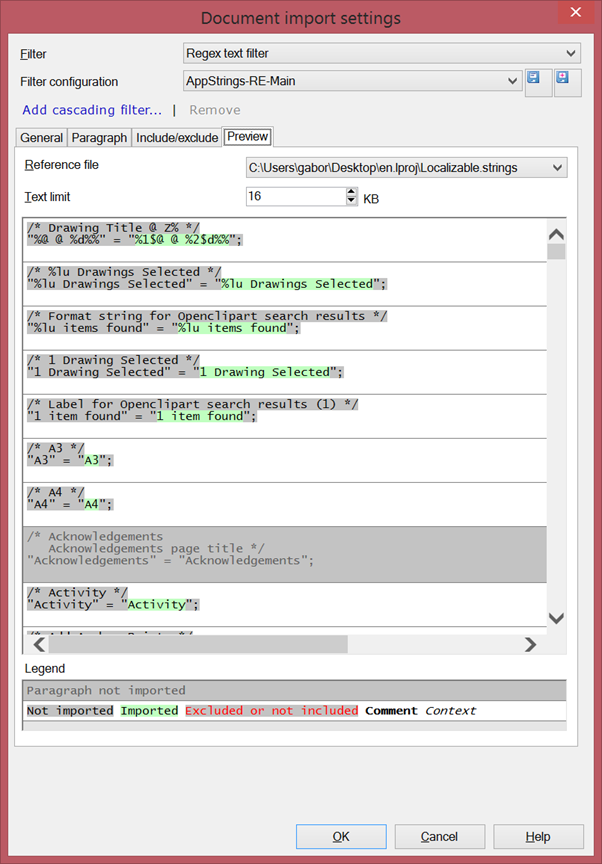 Document import settings
Filter
Regex text filter
Filter configuration
AppStrings-RE-Main
Add cascading filter... | Remove
General Paragraph Include/exclude Preview
Reference file
C:\Users\gabor\Desktop\en.lproj\Localizable.strings
Text limit
16 KB
/* Drawing Title @ Z% */
"%@ @ %d%%" = "%1$@ @ %2$d%%";
/* %lu Drawings Selected */
"%lu Drawings Selected" = "%lu Drawings Selected";
/* Format string for Openclipart search results */
"%lu items found" = "%lu items found";
/* 1 Drawing Selected */
"1 Drawing Selected" = "1 Drawing Selected";
/* Label for Openclipart search results (1) */
"1 item found" = "1 item found";
/* A3 */
"A3" = "A3";
/* A4 */
"A4" = "A4";
/* Acknowledgements
Acknowledgements page title */
"Acknowledgements" = "Acknowledgements";
/* Activity */
"Activity" = "Activity";
Legend
Paragraph not imported
Not imported Imported Excluded or not included Comment Context
OK Cancel Help